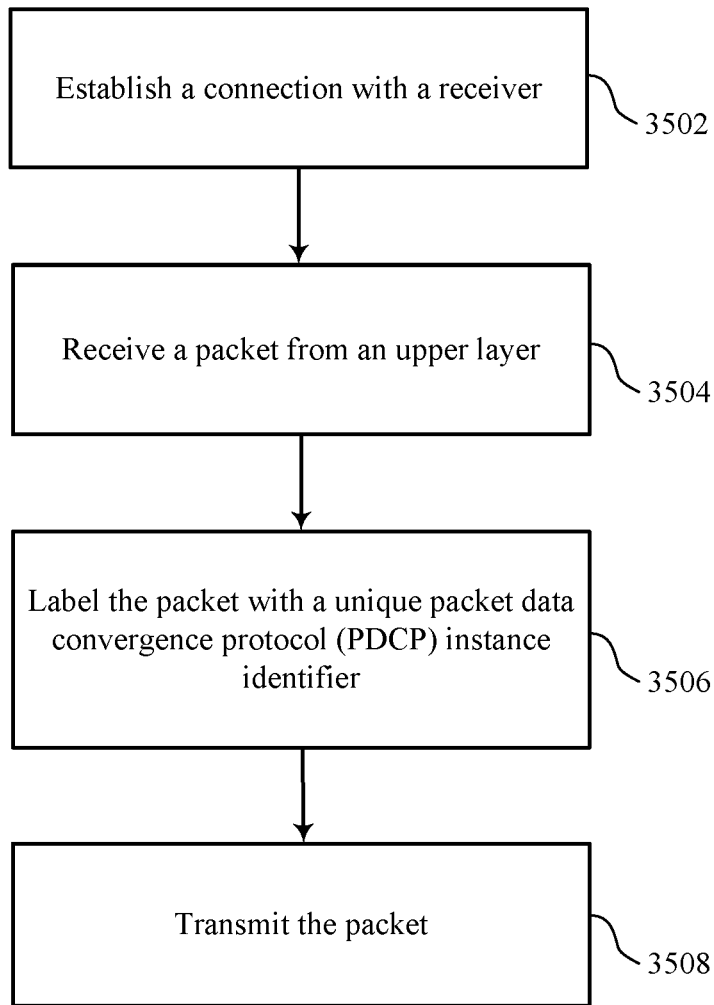 Establish a connection with a receiver
3502
Receive a packet from an upper layer
3504
Label the packet with a unique packet data
convergence protocol (PDCP) instance
identifier
3506
Transmit the packet
3508